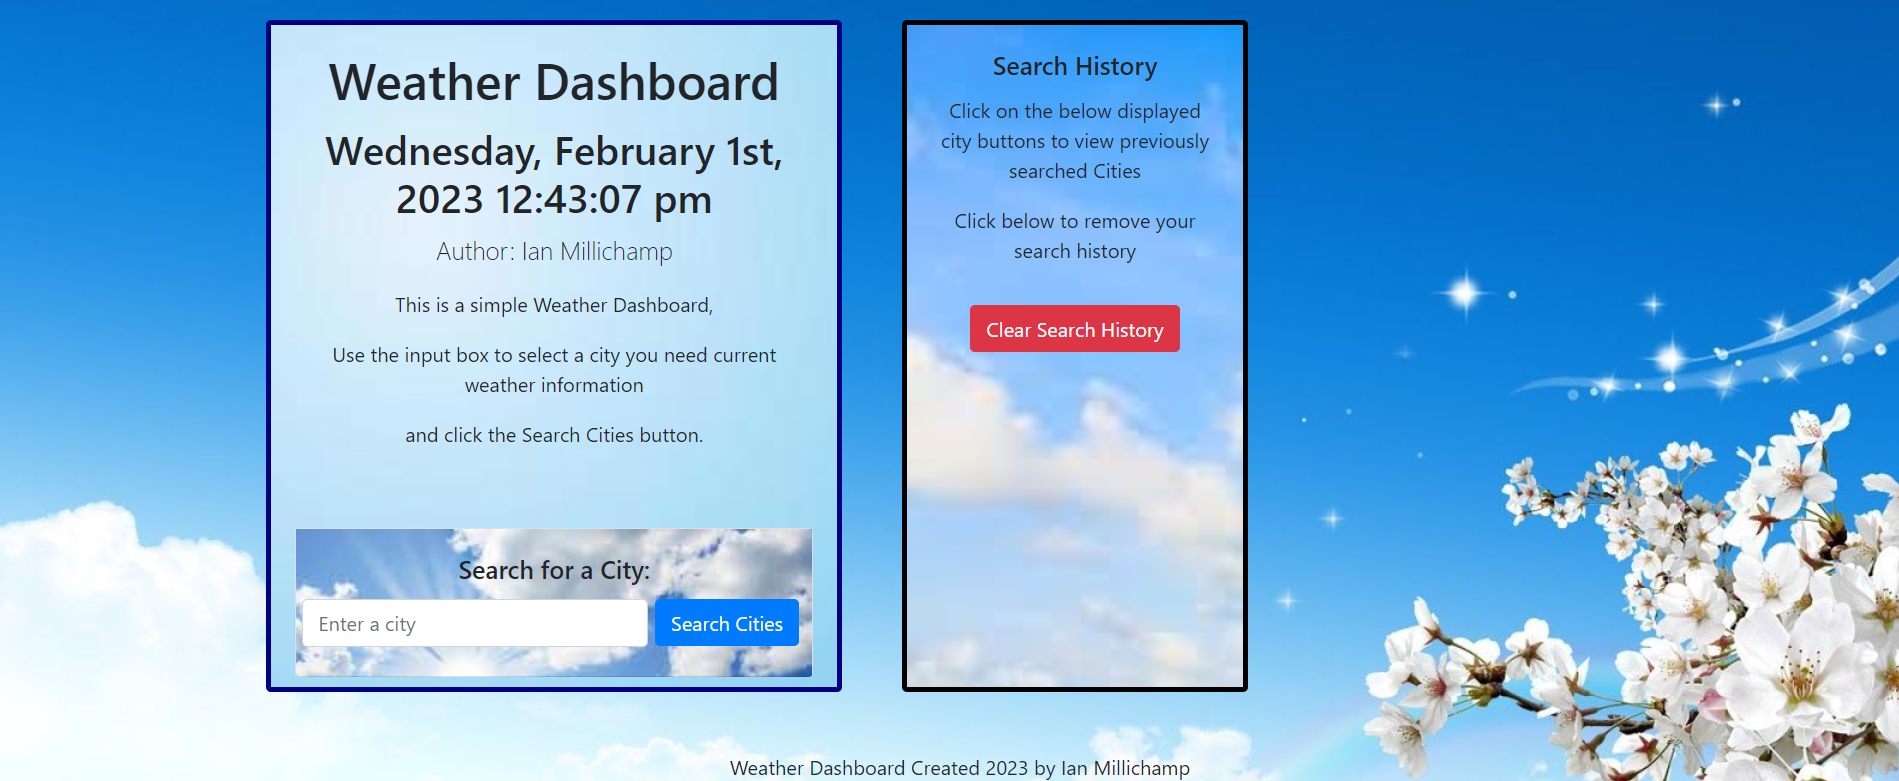 Weather Dashboard
Wednesday, February 1st,
2023 12:43:07 pm
Author: Ian Millichamp
This is a simple Weather Dashboard,
Use the input box to select a city you need current
weather information
and click the Search Cities button.
Search for a City:
Enter a city
Search Cities
Search History
Click on the below displayed
city buttons to view previously
searched Cities
Click below to remove your
search history
Clear Search History
Weather Dashboard Created 2023 by Ian Millichamp